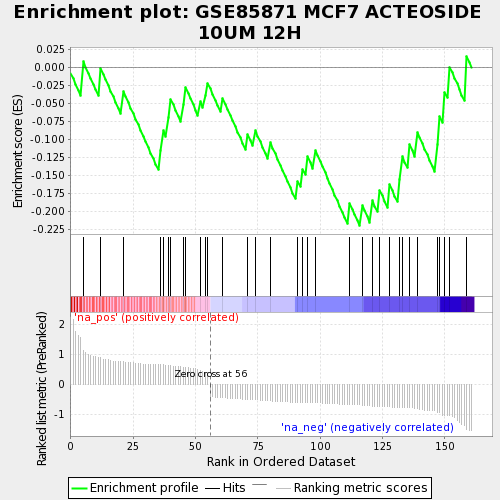 Enrichment plot: GSE85871 MCF7 ACTEOSIDE
10UM 12H
Enrichment score (ES)
0.025
0.000
-0.025
-0.050
-0.075
-0.100
-0.125
-0.150
-0.175
-0.200
-0.225
'na_pos' (positively correlated)
Ranked list metric (PreRanked)
2
1
0
-1
Zero cross at 56
'na_neg' (negatively correlated)
0 25 50 75 100 125 150
Rank in Ordered Dataset
Enrichment profile Hits Ranking metric scores